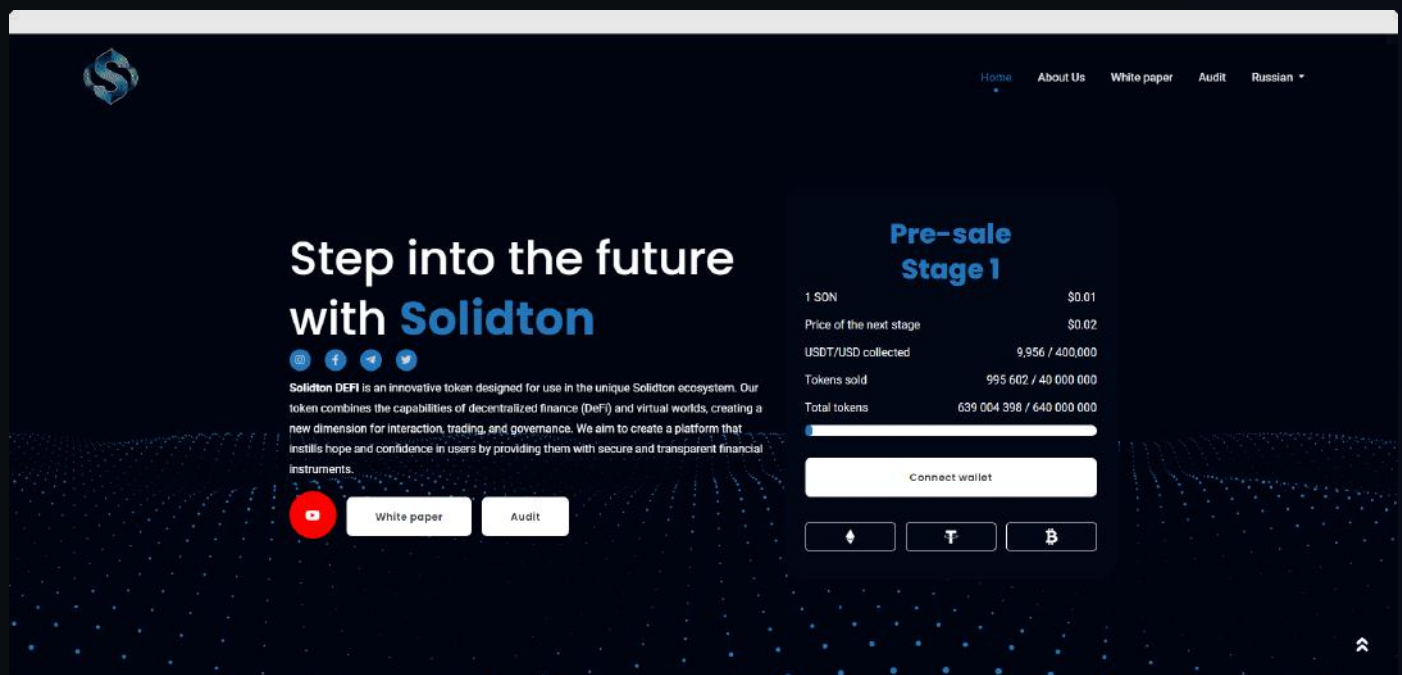 Home About Us White paper Audit Russian
Step into the future
with Solidton
Solidton DEFI is an innovative token designed for use in the unique Solidton ecosystem. Our
token combines the capabilities of decentralized finance (DeFi) and virtual worlds, creating a
new dimension for interaction, trading, and governance. We aim to create a platform that
instills hope and confidence in users by providing them with secure and transparent financial
instruments.
White paper Audit
Pre-sale
Stage 1
1 SON $0.01
Price of the next stage $0.02
USDT/USD collected 9,956 / 400,000
Tokens sold 995 602 / 40 000 000
Total tokens 639 004 398 / 640 000 000
Connect wallet